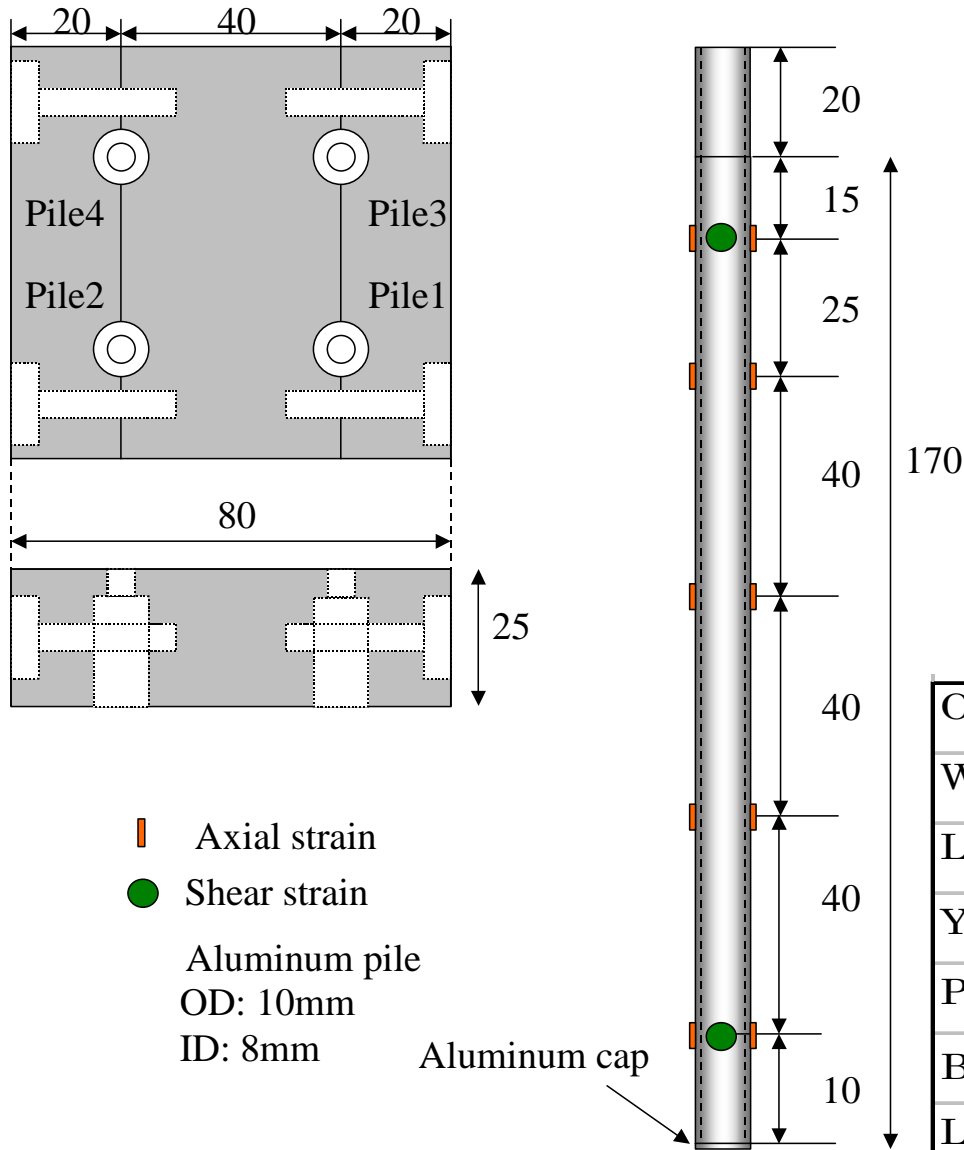 20 40 20
Pile4 Pile3
Pile2 Pile1
80
25
Axial strain
Shear strain
Aluminum pile
OD: 10mm
ID: 8mm
Aluminum cap
20
15
25
40
170
40
40
10